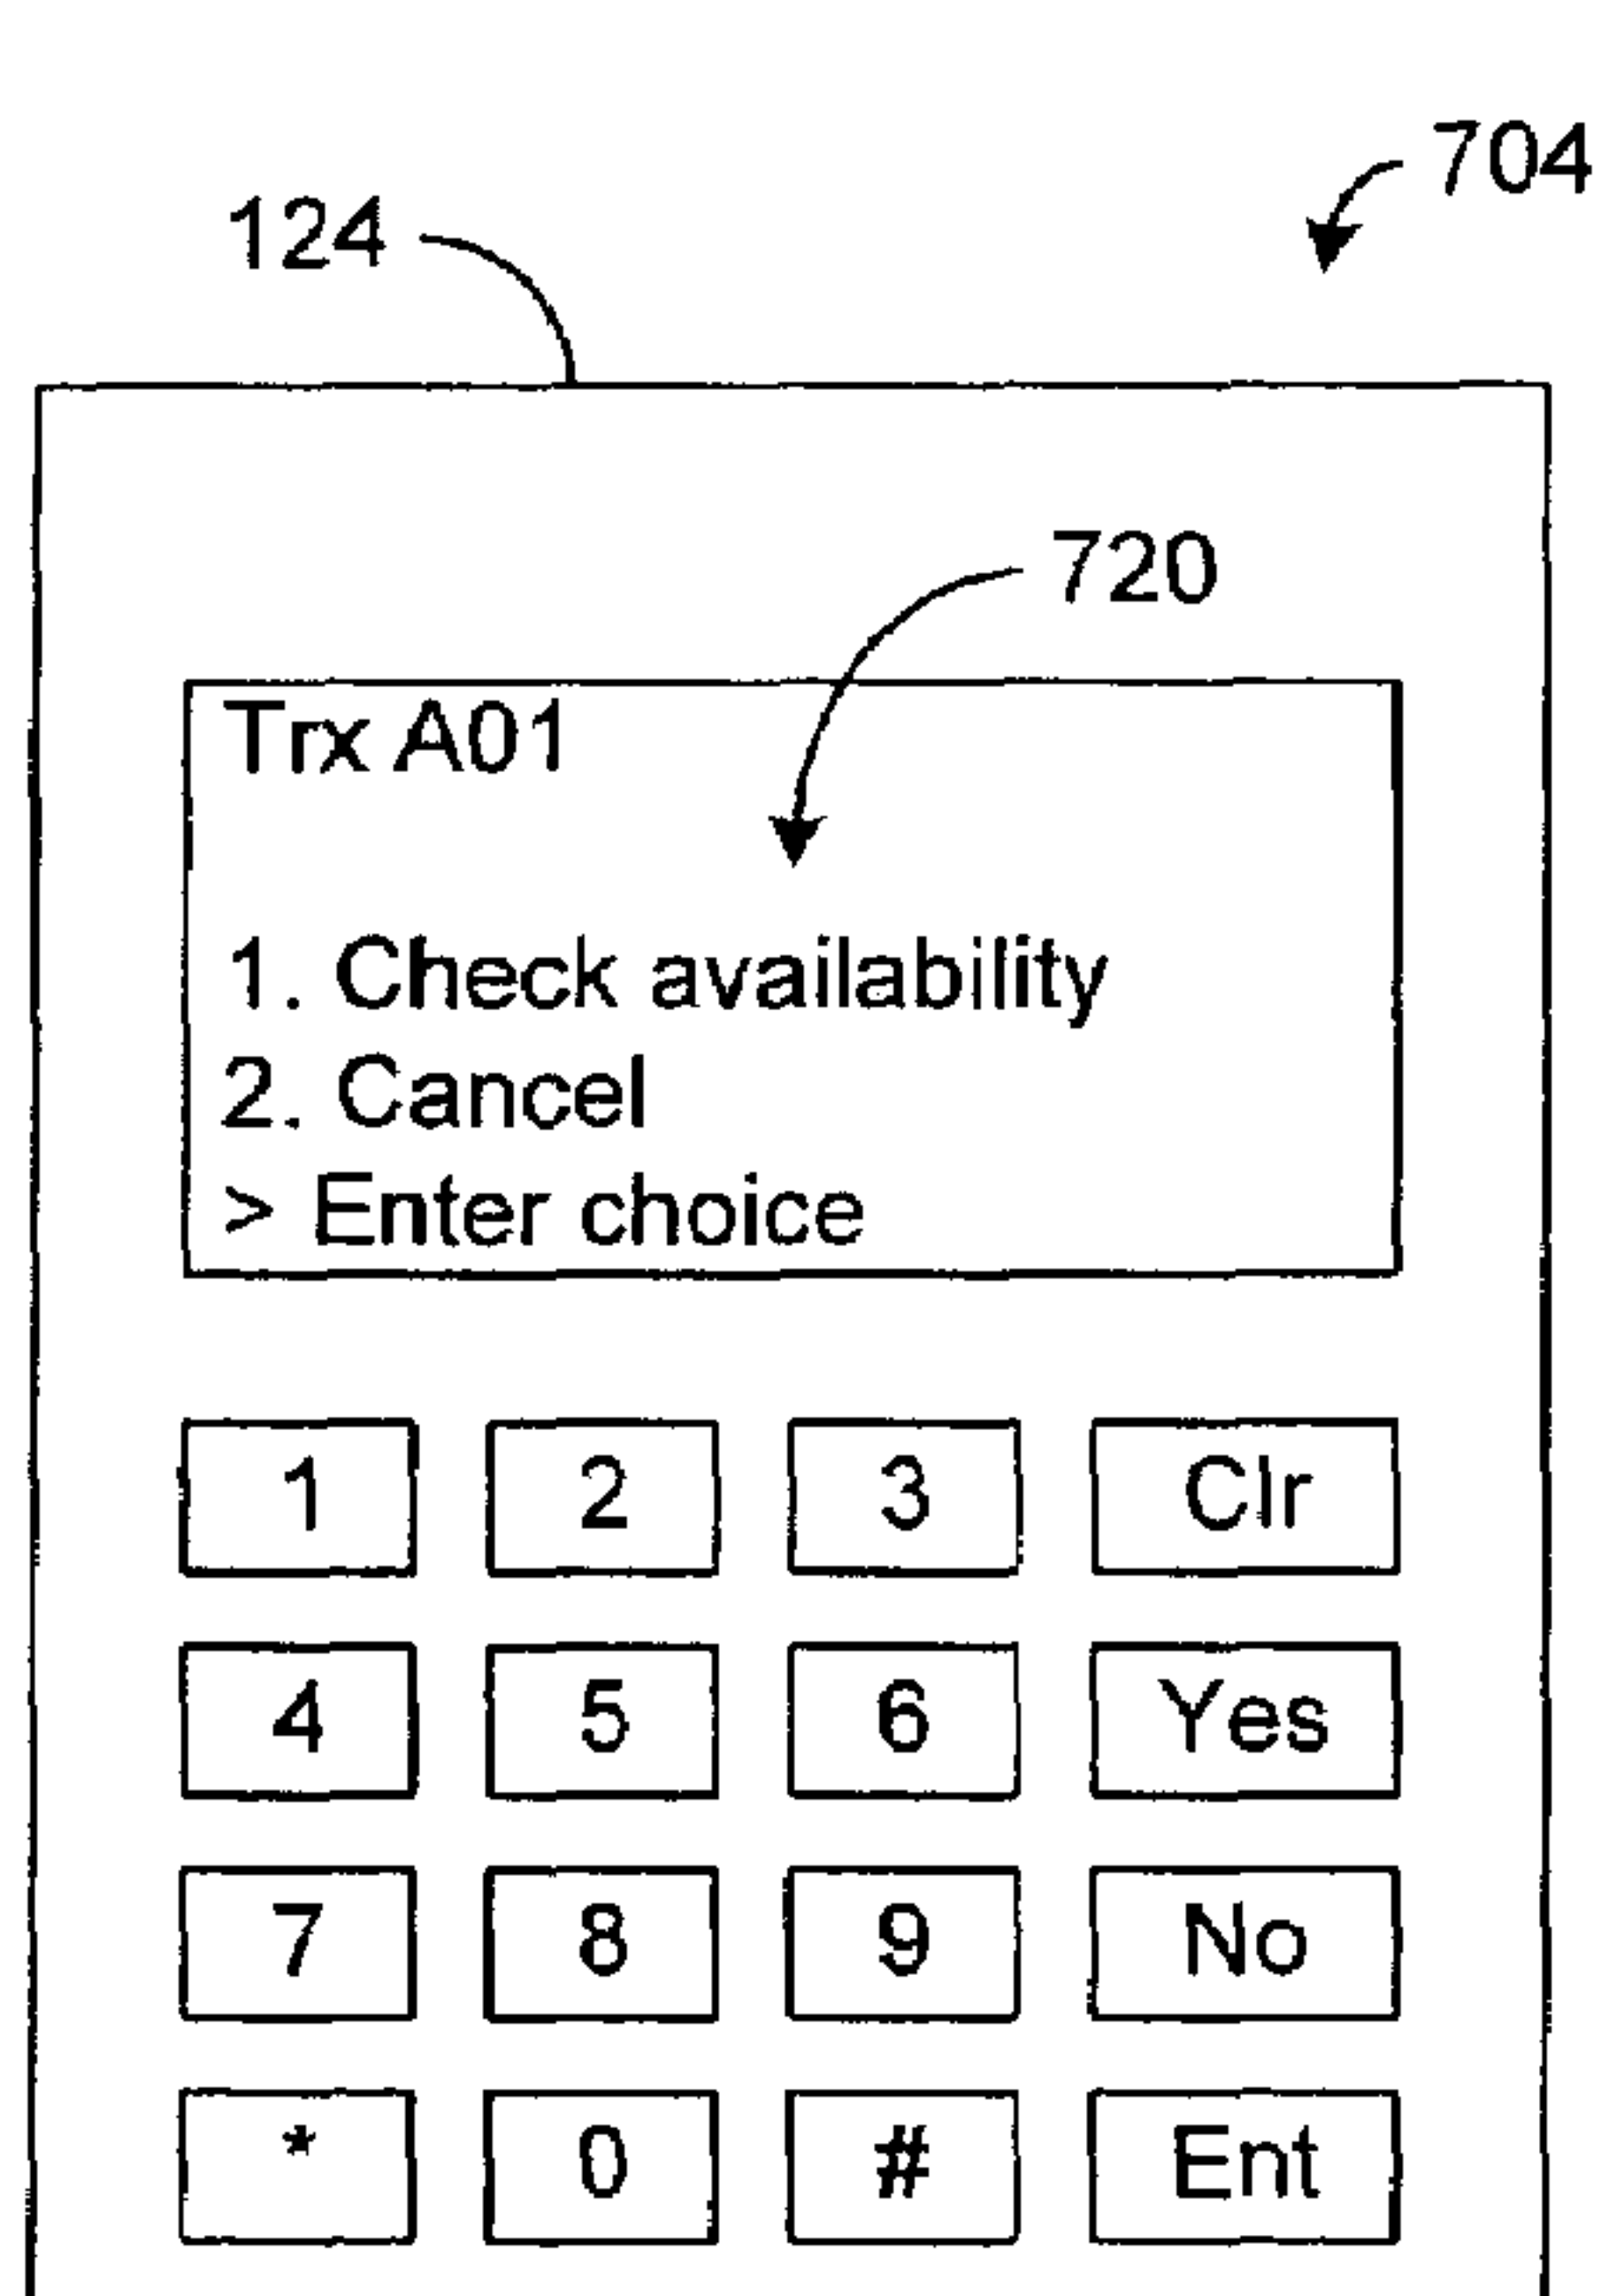 704
124
720
Trx A01
1. Check availability
2. Cancel
> Enter choice
1 2 3 Clr
4 5 6 Yes
7 8 9 No
* 0 # Ent